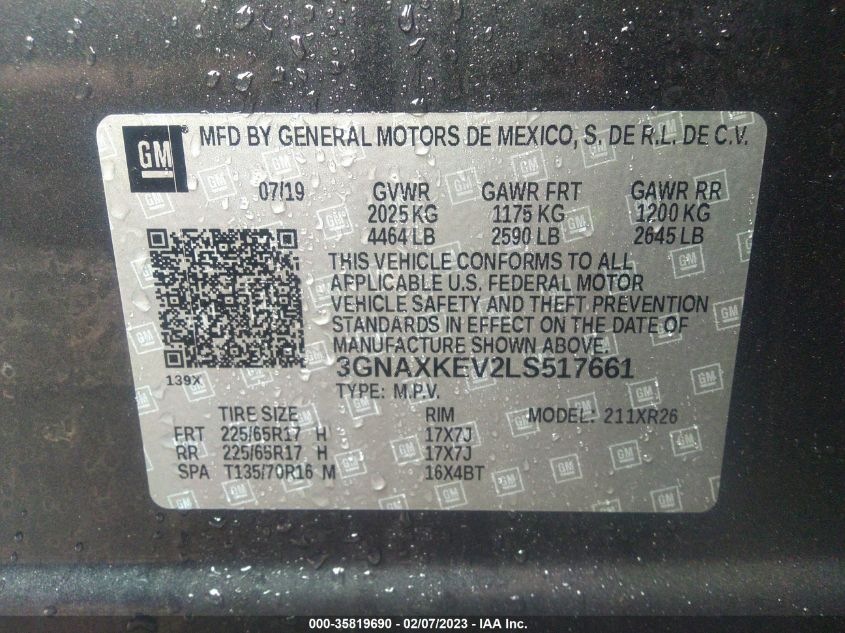 GM
MFD BY GENERAL MOTORS DE MEXICO, S. DE R.L. DE C.V.
07/19 GVWR GAWR FRT GAWR RR
2025 KG 1175 KG 1200 KG
4464 LB 2590 LB 2645 LB
THIS VEHICLE CONFORMS TO ALL
APPLICABLE U.S. FEDERAL MOTOR
VEHICLE SAFETY AND THEFT PREVENTION
STANDARDS IN EFFECT ON THE DATE OF
MANUFACTURE SHOWN ABOVE.
139X
3GNAXKEV2LS517661
TYPE: M.P.V.
TIRE SIZE RIM MODEL: 211XR26
FRT 225/65R17 H 17X7J
RR 225/65R17 H 17X7J
SPA T135/70R16 M 16X4BT
000-35819690 - 02/07/2023 - IAA Inc.